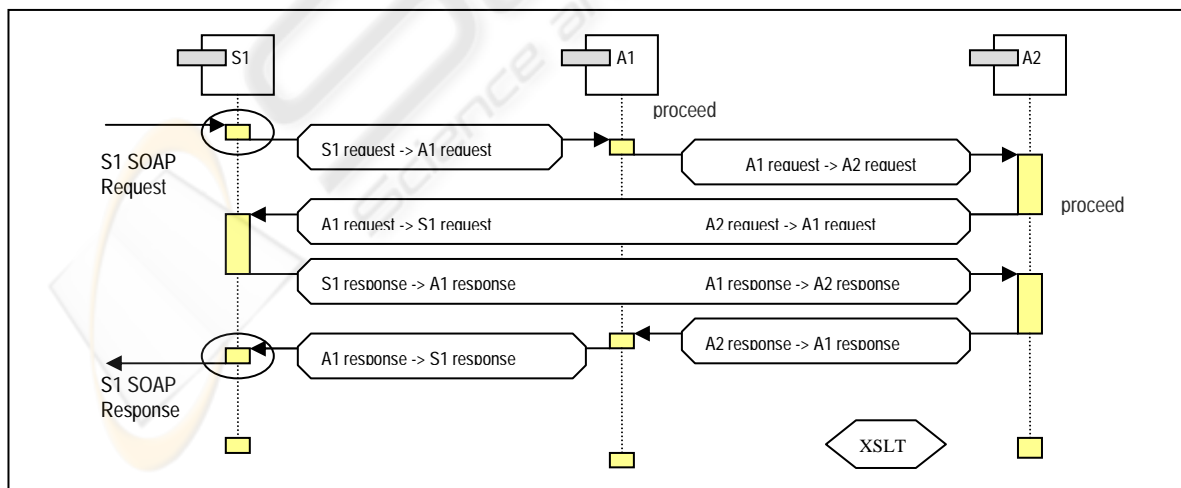 S1
A1
A2
proceed
S1 SOAP
Request
S1 request -> A1 request
A1 request -> A2 request
A1 request -> S1 request
A2 request -> A1 request
proceed
S1 response -> A1 response
A1 response -> A2 response
A1 response -> S1 response
A2 response -> A1 response
S1 SOAP
Response
XSLT